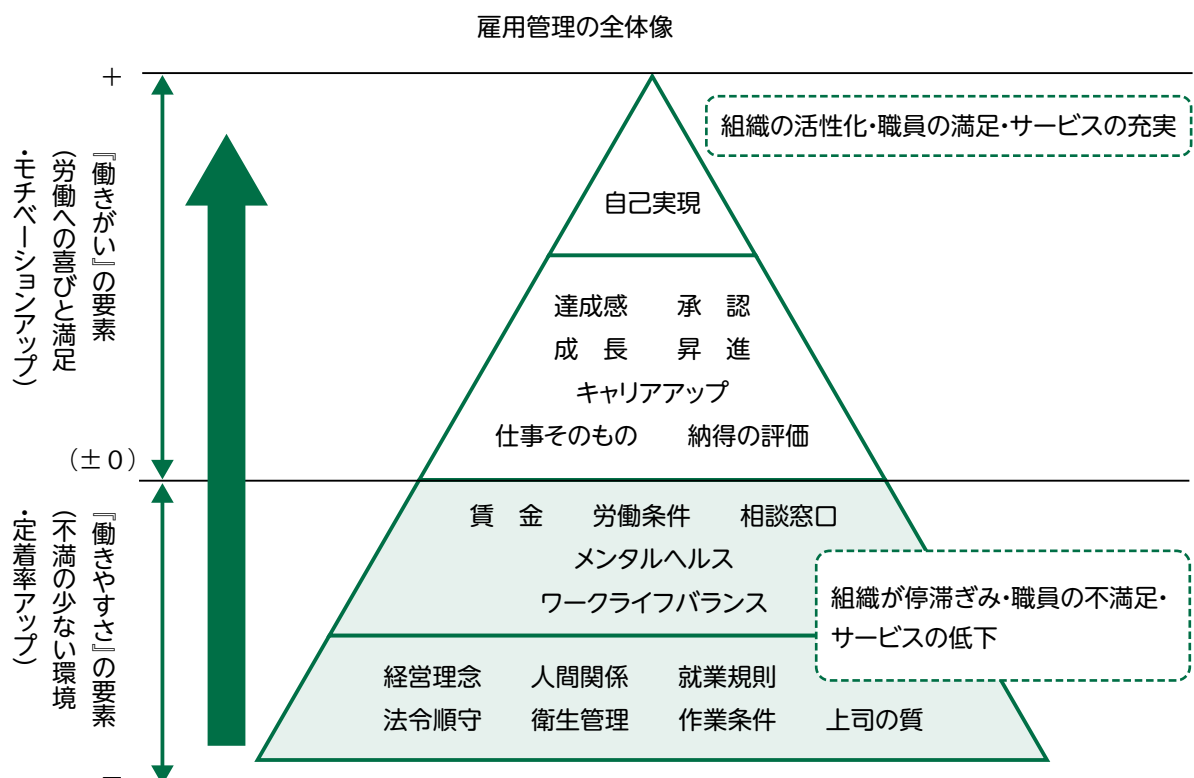 雇用管理の全体像
＋
組織の活性化・職員の満足・サービスの充実
『働きがい』の要素
(労働への喜びと満足
・モチベーションアップ)
自己実現
達成感 承 認
成 長 昇 進
キャリアアップ
仕事そのもの 納得の評価
(±0)
『働きやすさ』の要素
(不満の少ない環境
・定着率アップ)
賃 金 労働条件 相談窓口
メンタルヘルス
ワークライフバランス
組織が停滞ぎみ・職員の不満足・
サービスの低下
経営理念 人間関係 就業規則
法令順守 衛生管理 作業条件 上司の質